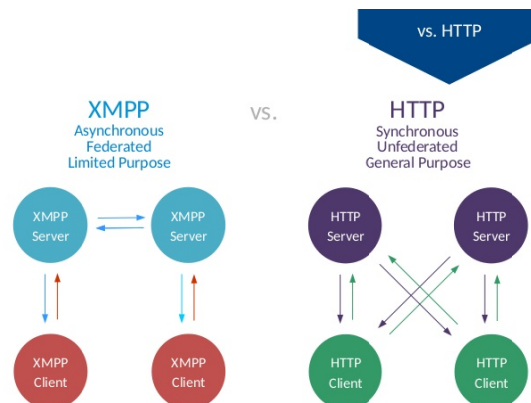 vs. HTTP
XMPP
Asynchronous
Federated
Limited Purpose
vs.
HTTP
Synchronous
Unfederated
General Purpose
XMPP
Server
XMPP
Server
HTTP
Server
HTTP
Server
XMPP
Client
XMPP
Client
HTTP
Client
HTTP
Client